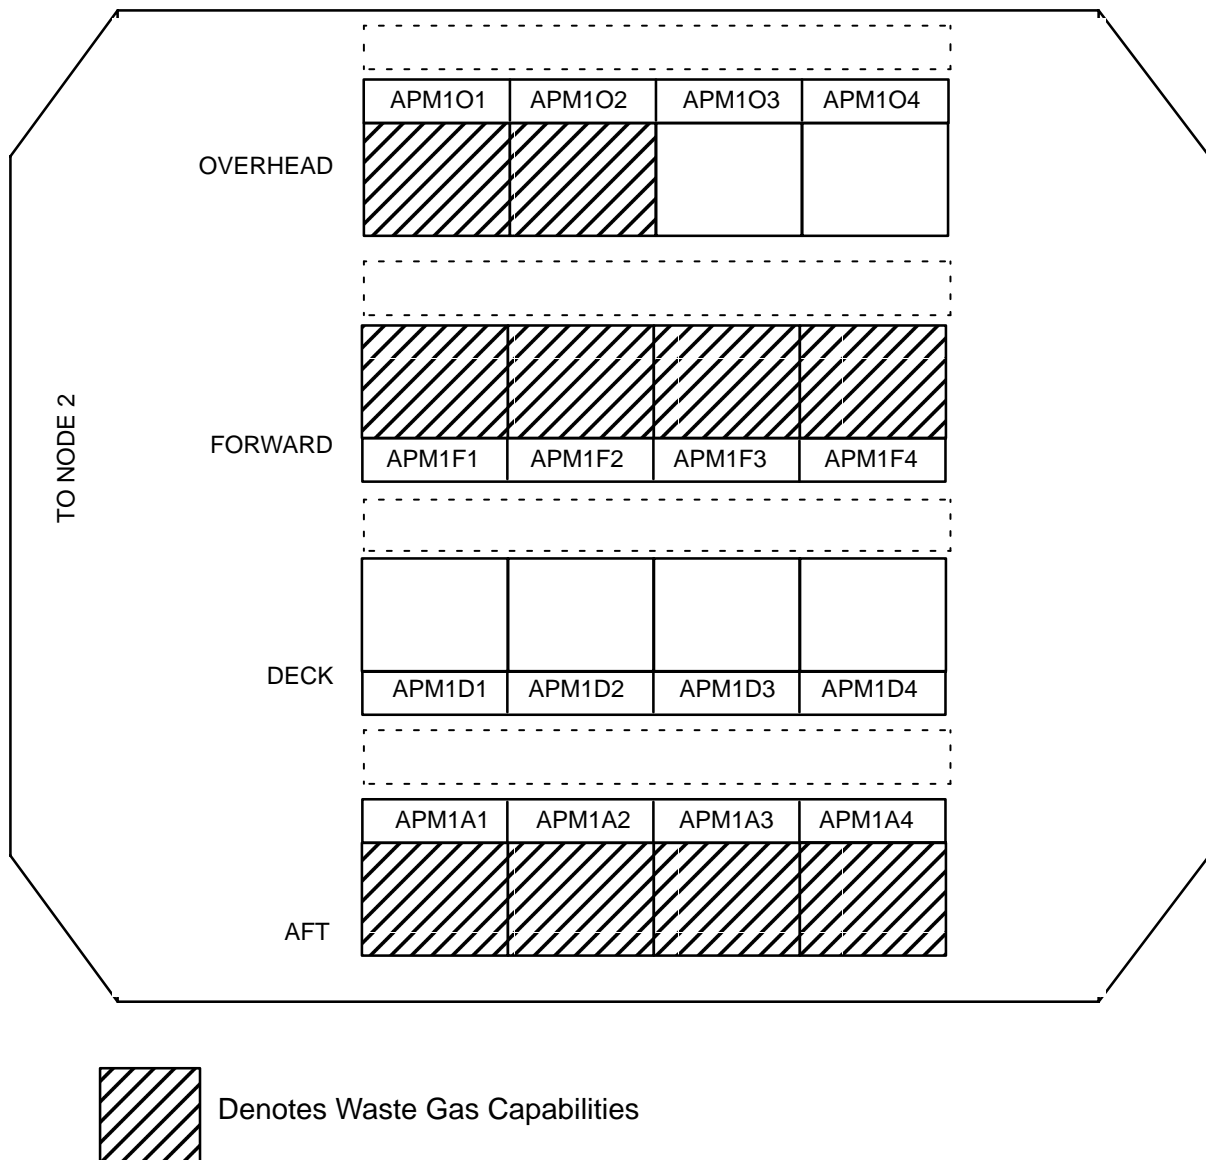 APM1O1 APM1O2 APM1O3 APM1O4
OVERHEAD
TO NODE 2
FORWARD
APM1F1 APM1F2 APM1F3 APM1F4
DECK
APM1D1 APM1D2 APM1D3 APM1D4
APM1A1 APM1A2 APM1A3 APM1A4
AFT
Denotes Waste Gas Capabilities